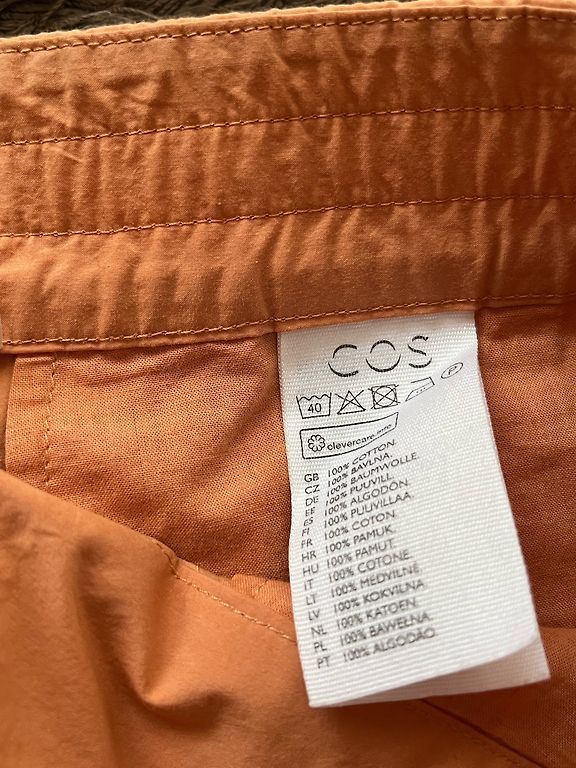 COS
40
P
clevercare.info
GB 100% COTTON.
CZ 100% BAVLNA.
DE 100% BAUMWOLLE.
EE 100% PUUVILL.
ES 100% ALGODÓN.
FI 100% PUUVILLAA.
FR 100% COTON.
HR 100% PAMUK.
HU 100% PAMUT.
IT 100% COTONE.
LT 100% MEDVILNĖ.
LV 100% KOKVILNA.
NL 100% KATOEN.
PL 100% BAWEŁNA.
PT 100% ALGODÃO.